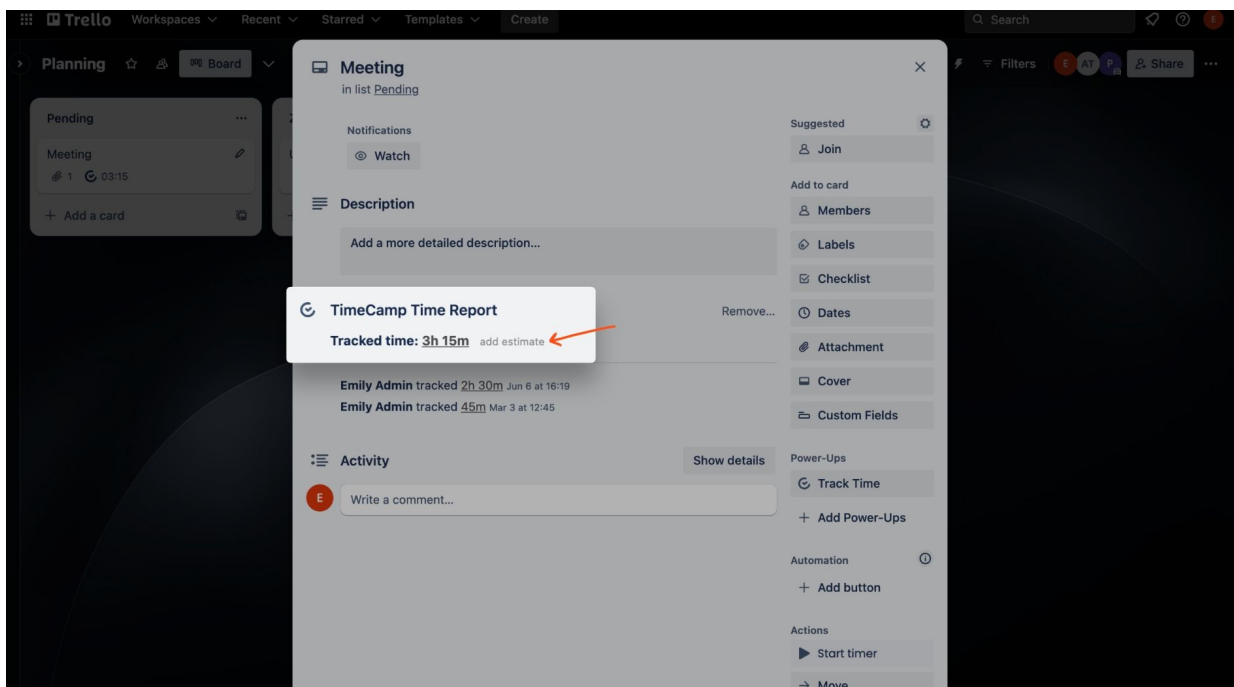 Trello Workspaces Recent Starred Templates Create Search E
Planning Board Filters E AT P Share
Pending
Meeting
1 03:15
+ Add a card
Meeting
in list Pending
Notifications
Watch
Description
Add a more detailed description...
TimeCamp Time Report Remove...
Tracked time: 3h 15m add estimate
Emily Admin tracked 2h 30m Jun 6 at 16:19
Emily Admin tracked 45m Mar 3 at 12:45
Activity Show details
E Write a comment...
Suggested
Join
Add to card
Members
Labels
Checklist
Dates
Attachment
Cover
Custom Fields
Power-Ups
Track Time
+ Add Power-Ups
Automation
+ Add button
Actions
Start timer
Move